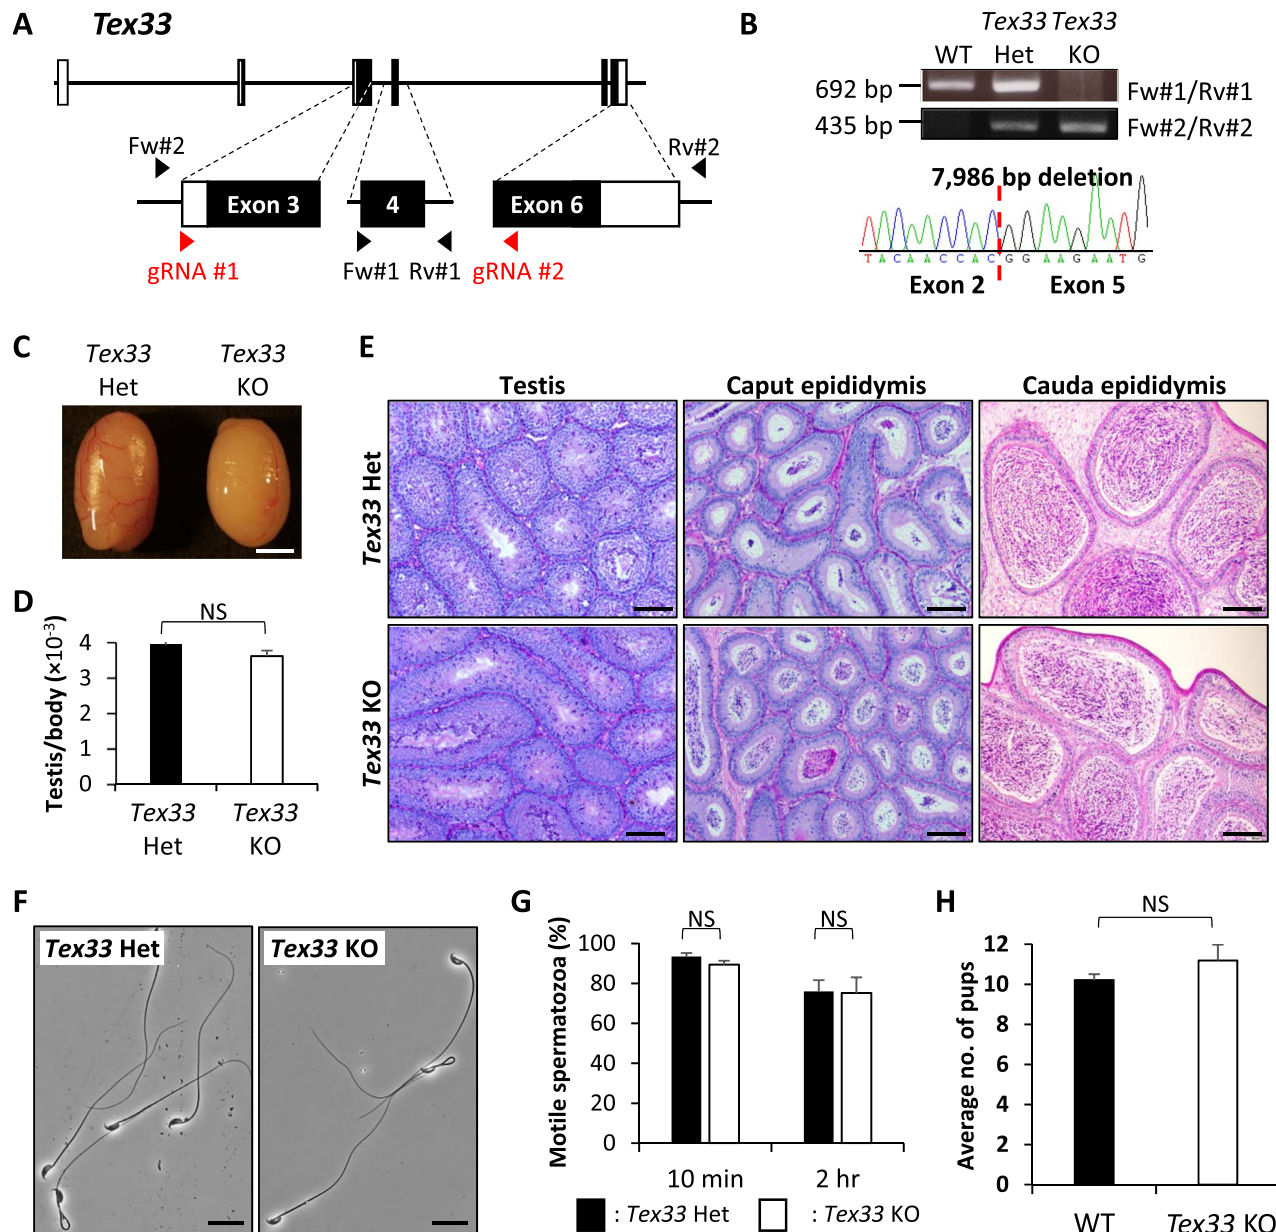 A
Tex33
Fw#2
Rv#2
Exon 3
4
Exon 6
gRNA #1
Fw#1
Rv#1
gRNA #2
B
Tex33 Tex33
WT Het KO
692 bp
Fw#1/Rv#1
435 bp
Fw#2/Rv#2
7,986 bp deletion
T A C A A C C A C G G A A G A A T G
Exon 2
Exon 5
C
Tex33
Het
Tex33
KO
D
NS
Testis/body (×10⁻³)
4
3
2
1
0
Tex33
Het
Tex33
KO
E
Testis
Caput epididymis
Cauda epididymis
Tex33 Het
Tex33 KO
F
Tex33 Het
Tex33 KO
G
NS
NS
Motile spermatozoa (%)
100
80
60
40
20
0
10 min
2 hr
: Tex33 Het
: Tex33 KO
H
NS
Average no. of pups
12
10
8
6
4
2
0
WT
Tex33 KO